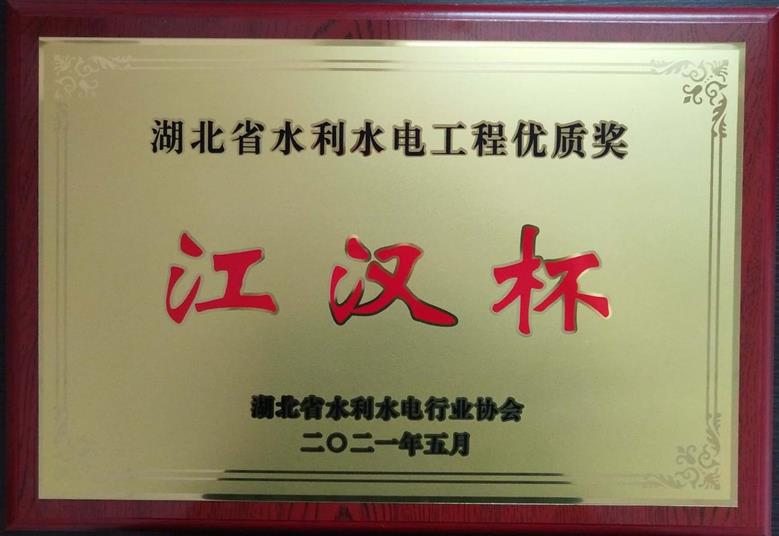 湖北省水利水电工程优质奖
江汉杯
湖北省水利水电行业协会
二〇二一年五月